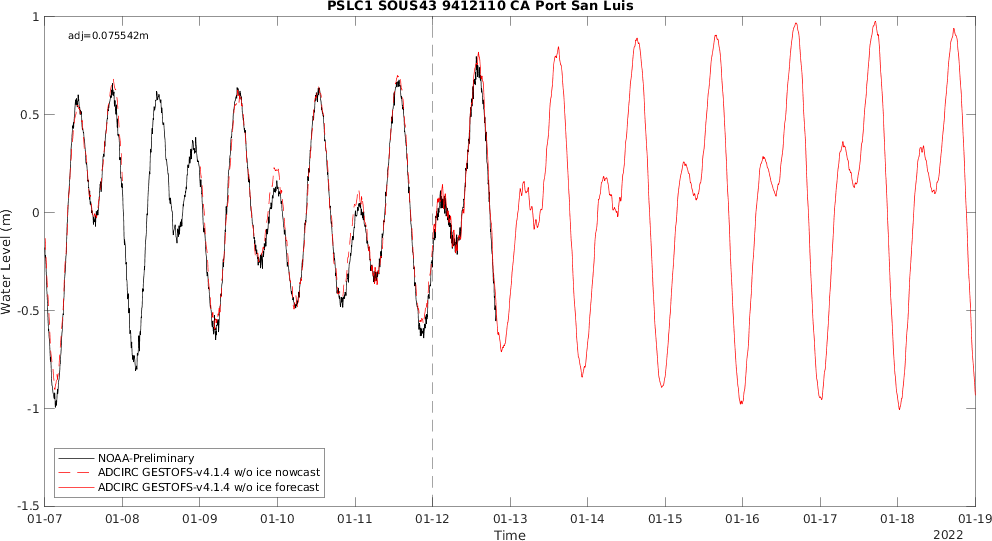 PSLC1 SOUS43 9412110 CA Port San Luis
adj=0.075542m
1
0.5
0
-0.5
-1
-1.5
Water Level (m)
NOAA-Preliminary
ADCIRC GESTOFS-v4.1.4 w/o ice nowcast
ADCIRC GESTOFS-v4.1.4 w/o ice forecast
01-07 01-08 01-09 01-10 01-11 01-12 01-13 01-14 01-15 01-16 01-17 01-18 01-19
Time
2022